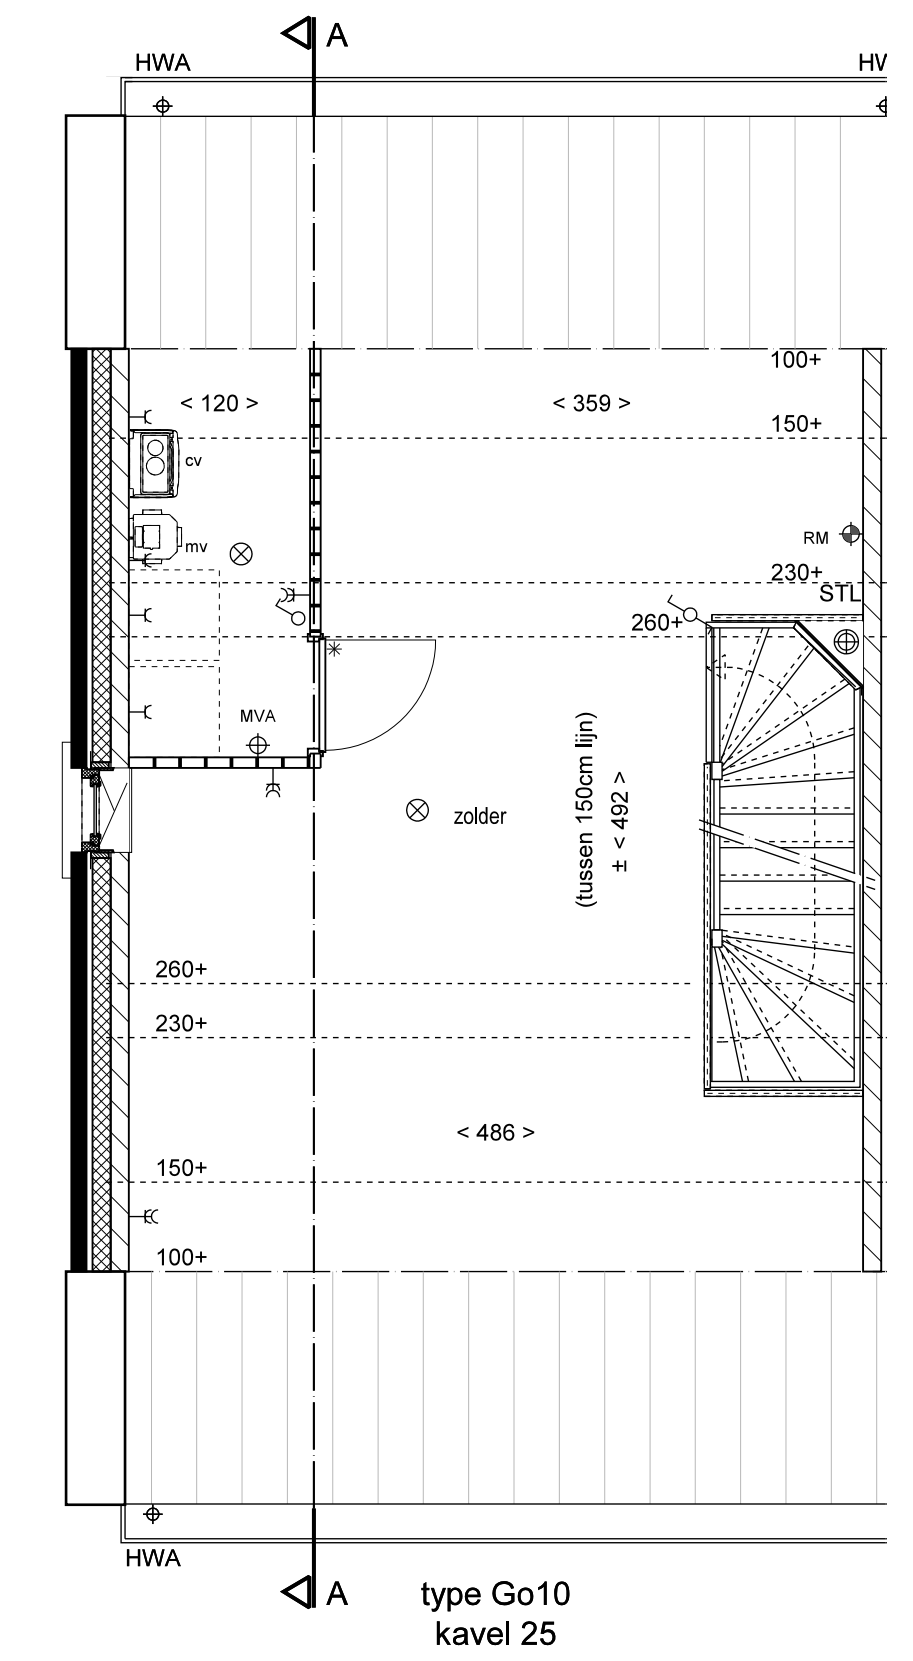 A
HWA
HW
100+
< 120 >
< 359 >
150+
cv
RM
mv
230+
STL
260+
MVA
(tussen 150cm lijn)
± < 492 >
zolder
260+
230+
< 486 >
150+
100+
HWA
A
type Go10
kavel 25